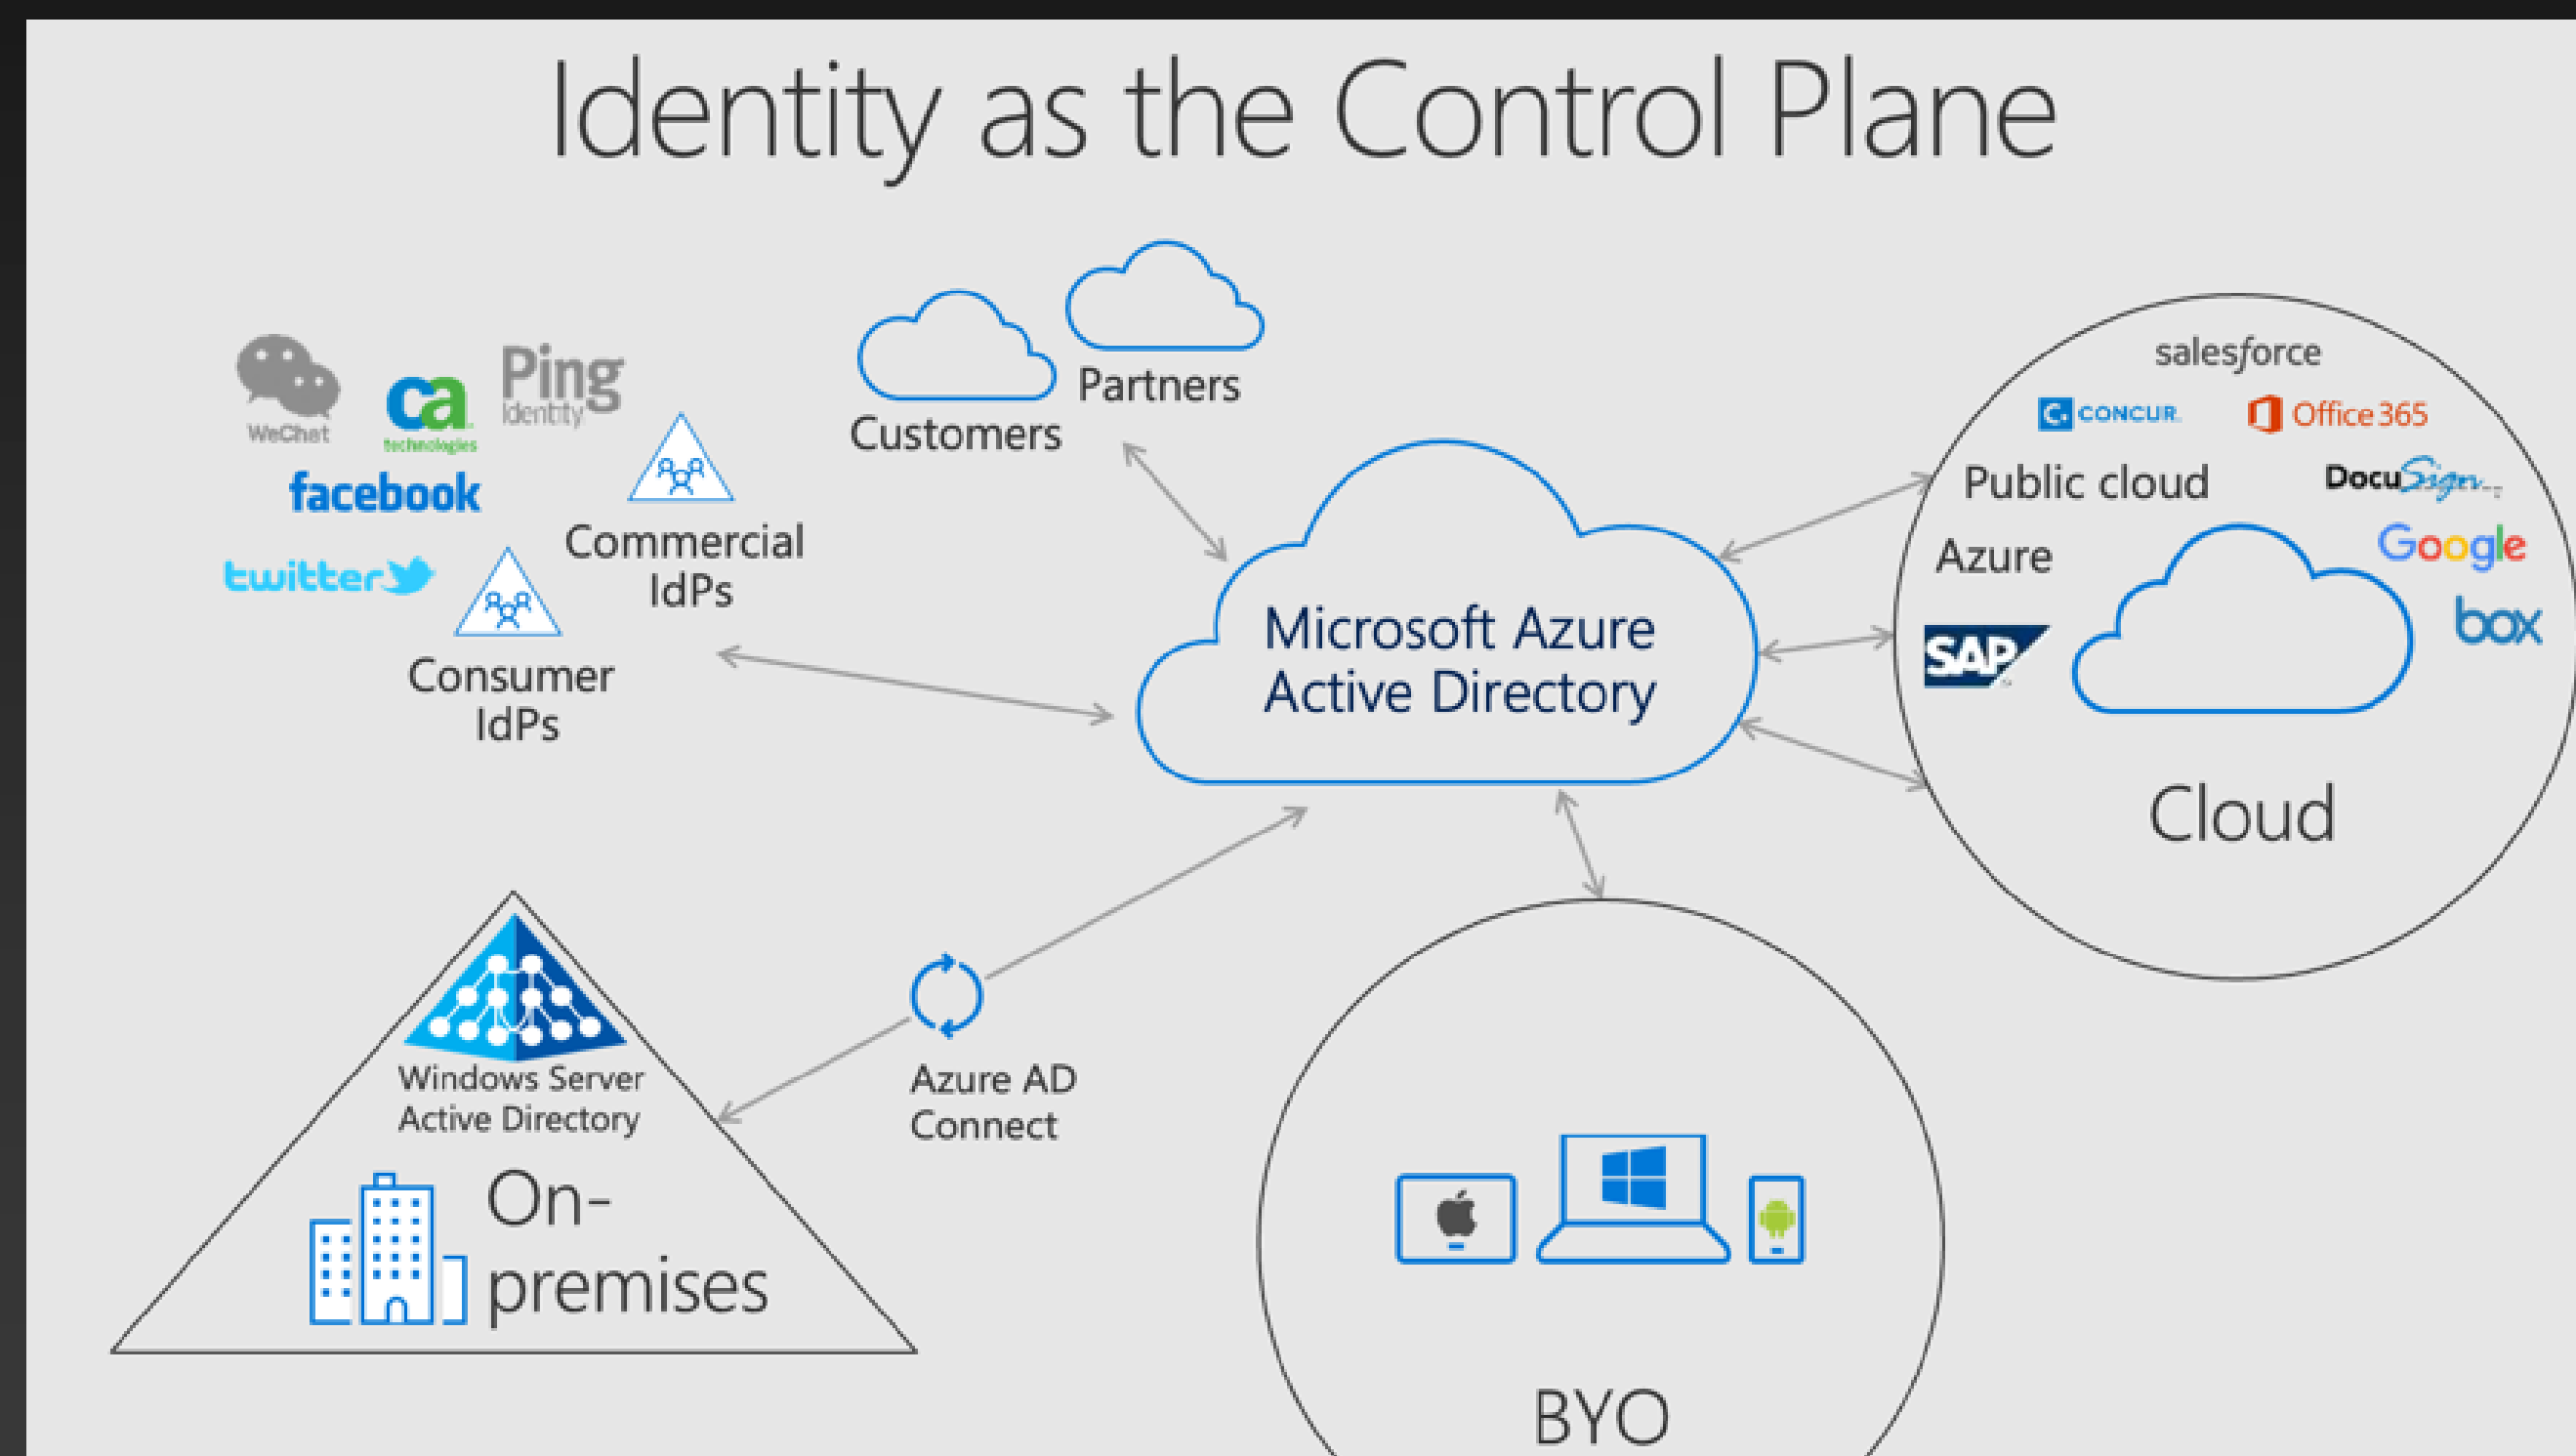 Identity as the Control Plane
Partners
Customers
WeChat
ca
technologies
Ping
Identity
facebook
twitter
Commercial
IdPs
Consumer
IdPs
Microsoft Azure
Active Directory
salesforce
C. CONCUR.
Office 365
Public cloud
DocuSign
Azure
Google
SAP
box
Cloud
Windows Server
Active Directory
Azure AD
Connect
On-
premises
BYO